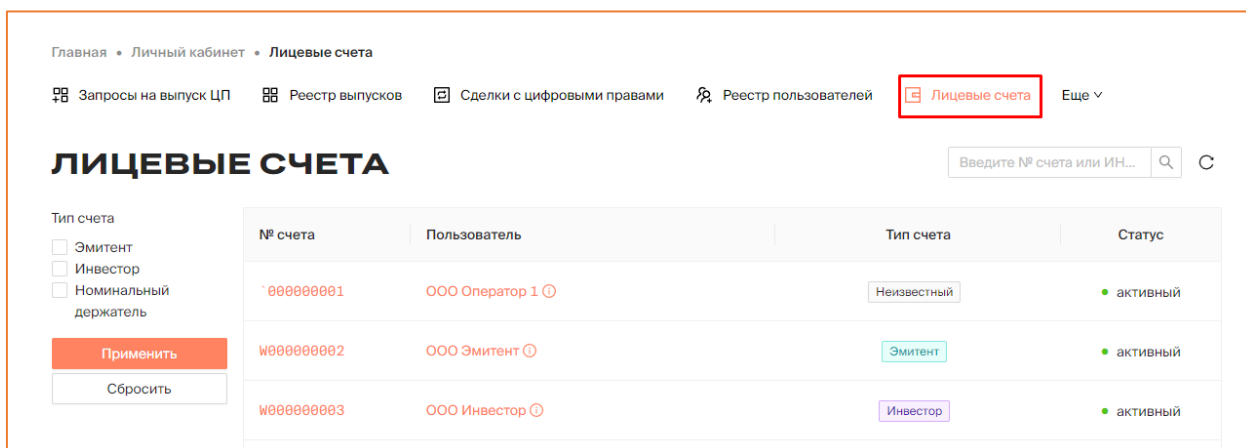 Главная • Личный кабинет • Лицевые счета
Запросы на выпуск ЦП Реестр выпусков Сделки с цифровыми правами Реестр пользователей Лицевые счета Еще
ЛИЦЕВЫЕ СЧЕТА Введите № счета или ИН...
Тип счета
Эмитент
Инвестор
Номинальный
держатель
Применить
Сбросить
№ счета Пользователь Тип счета Статус
`000000001 ООО Оператор 1 Неизвестный • активный
W000000002 ООО Эмитент Эмитент • активный
W000000003 ООО Инвестор Инвестор • активный